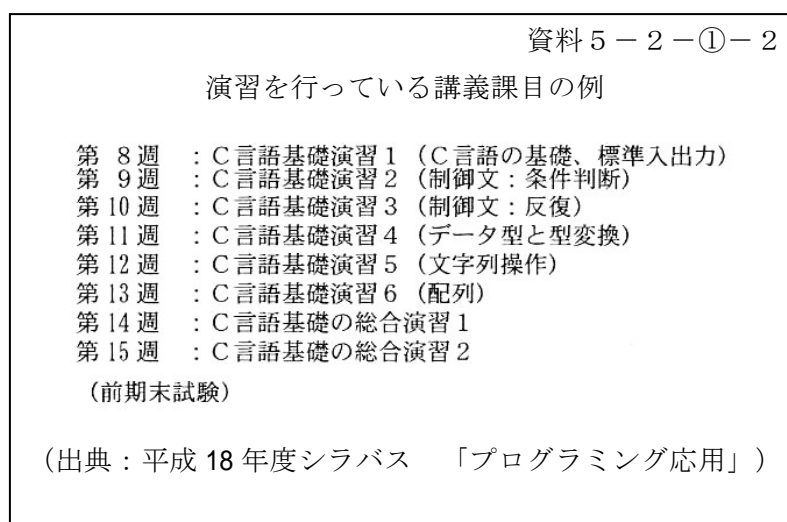 資料５－２－①－２
演習を行っている講義課目の例
第 8週 ：Ｃ言語基礎演習１（Ｃ言語の基礎、標準入出力）
第 9週 ：Ｃ言語基礎演習２（制御文：条件判断）
第10週 ：Ｃ言語基礎演習３（制御文：反復）
第11週 ：Ｃ言語基礎演習４（データ型と型変換）
第12週 ：Ｃ言語基礎演習５（文字列操作）
第13週 ：Ｃ言語基礎演習６（配列）
第14週 ：Ｃ言語基礎の総合演習１
第15週 ：Ｃ言語基礎の総合演習２
（前期末試験）
（出典：平成 18 年度シラバス 「プログラミング応用」）